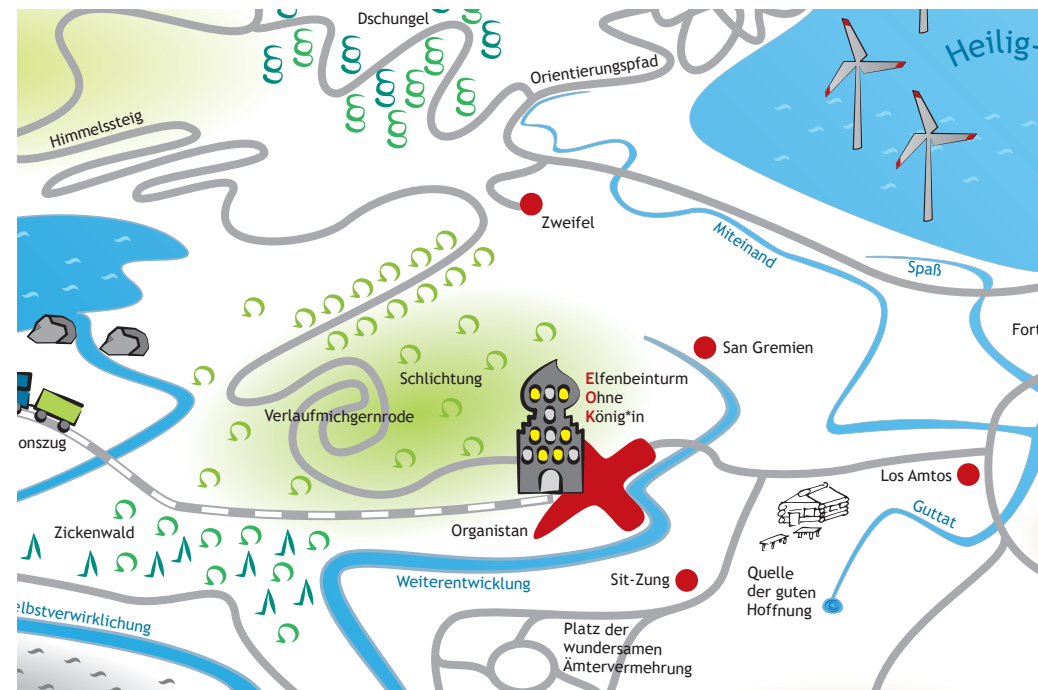 Dschungel
Heilig-
Orientierungspfad
Himmelssteig
Zweifel
Miteinand
Spaß
Fort
San Gremien
Schlichtung
Elfenbeinturm
Ohne
König*in
Verlaufmichgernrode
onszug
Los Amtos
Guttat
Zickenwald
Organistan
Weiterentwicklung
Sit-Zung
Quelle
der guten
Hoffnung
elbstverwirklichung
Platz der
wundersamen
Ämtervermehrung